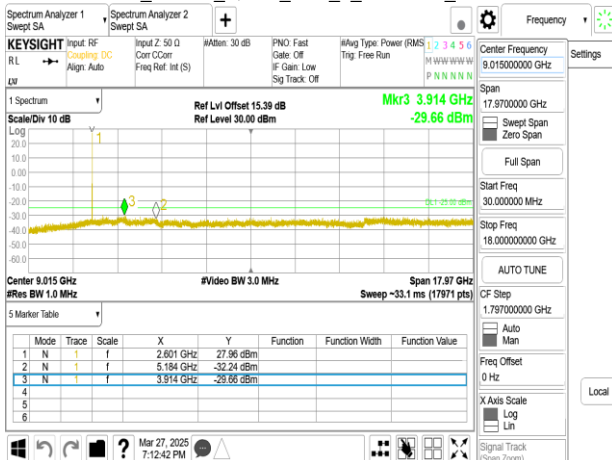 Spectrum Analyzer 1
Swept SA
Spectrum Analyzer 2
Swept SA
+
Frequency
KEYSIGHT
RL
Input: RF
Coupling: DC
Align: Auto
Input Z: 50 Ω
Corr CCorr
Freq Ref: Int (S)
#Atten: 30 dB
PNO: Fast
Gate: Off
IF Gain: Low
Sig Track: Off
#Avg Type: Power (RMS
Trig: Free Run
1 2 3 4 5 6
M W W W W W
P N N N N N
Settings
Center Frequency
9.015000000 GHz
Span
17.9700000 GHz
Swept Span
Zero Span
Full Span
Start Freq
30.000000 MHz
Stop Freq
18.000000000 GHz
AUTO TUNE
CF Step
1.797000000 GHz
Auto
Man
Freq Offset
0 Hz
X Axis Scale
Log
Lin
Signal Track
(Span Zoom)
Local
1 Spectrum
Scale/Div 10 dB
Log
Ref Lvl Offset 15.39 dB
Ref Level 30.00 dBm
Mkr3 3.914 GHz
-29.66 dBm
20.0
10.0
0.00
-10.0
-20.0
-30.0
-40.0
-50.0
-60.0
1
3
2
DL1 -25.00 dBm
Center 9.015 GHz
#Res BW 1.0 MHz
#Video BW 3.0 MHz
Span 17.97 GHz
Sweep ~33.1 ms (17971 pts)
5 Marker Table
Mode Trace Scale X Y Function Function Width Function Value
1 N 1 f 2.601 GHz 27.96 dBm
2 N 1 f 5.184 GHz -32.24 dBm
3 N 1 f 3.914 GHz -29.66 dBm
4
5
6
?
Mar 27, 2025
7:12:42 PM